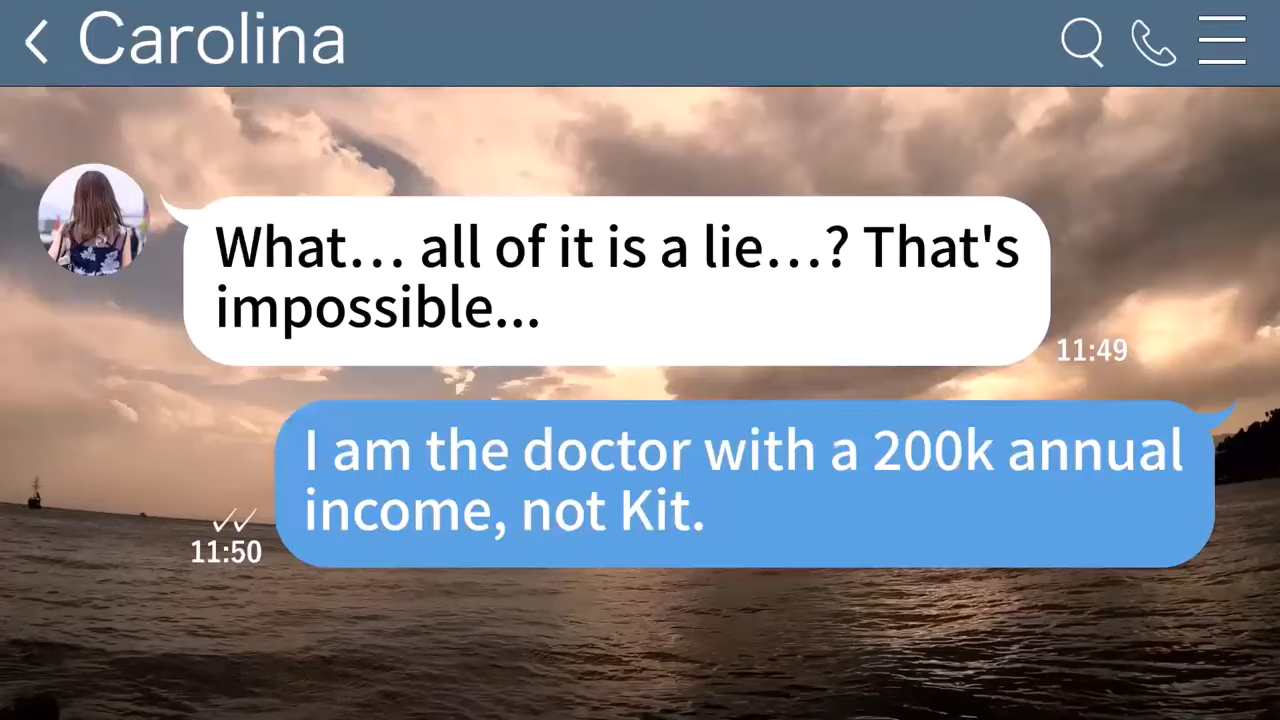 Carolina
What… all of it is a lie…? That's
impossible...
11:49
I am the doctor with a 200k annual
income, not Kit.
11:50